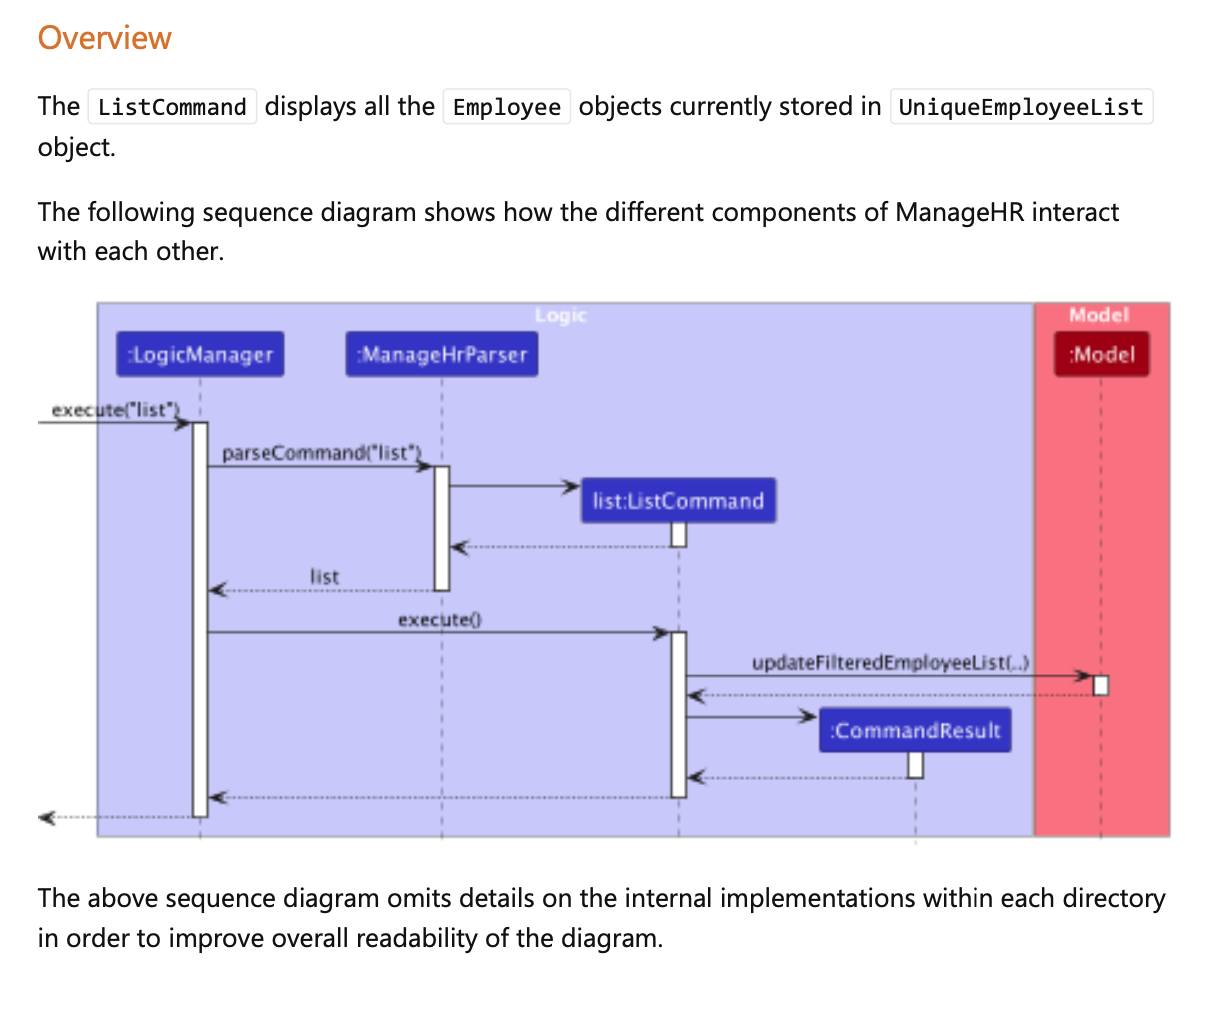 Overview
The ListCommand displays all the Employee objects currently stored in UniqueEmployeeList
object.
The following sequence diagram shows how the different components of ManageHR interact
with each other.
Logic
Model
:LogicManager
:ManageHrParser
:Model
execute("list")
parseCommand("list")
list:ListCommand
list
execute()
updateFilteredEmployeeList(..)
:CommandResult
The above sequence diagram omits details on the internal implementations within each directory
in order to improve overall readability of the diagram.